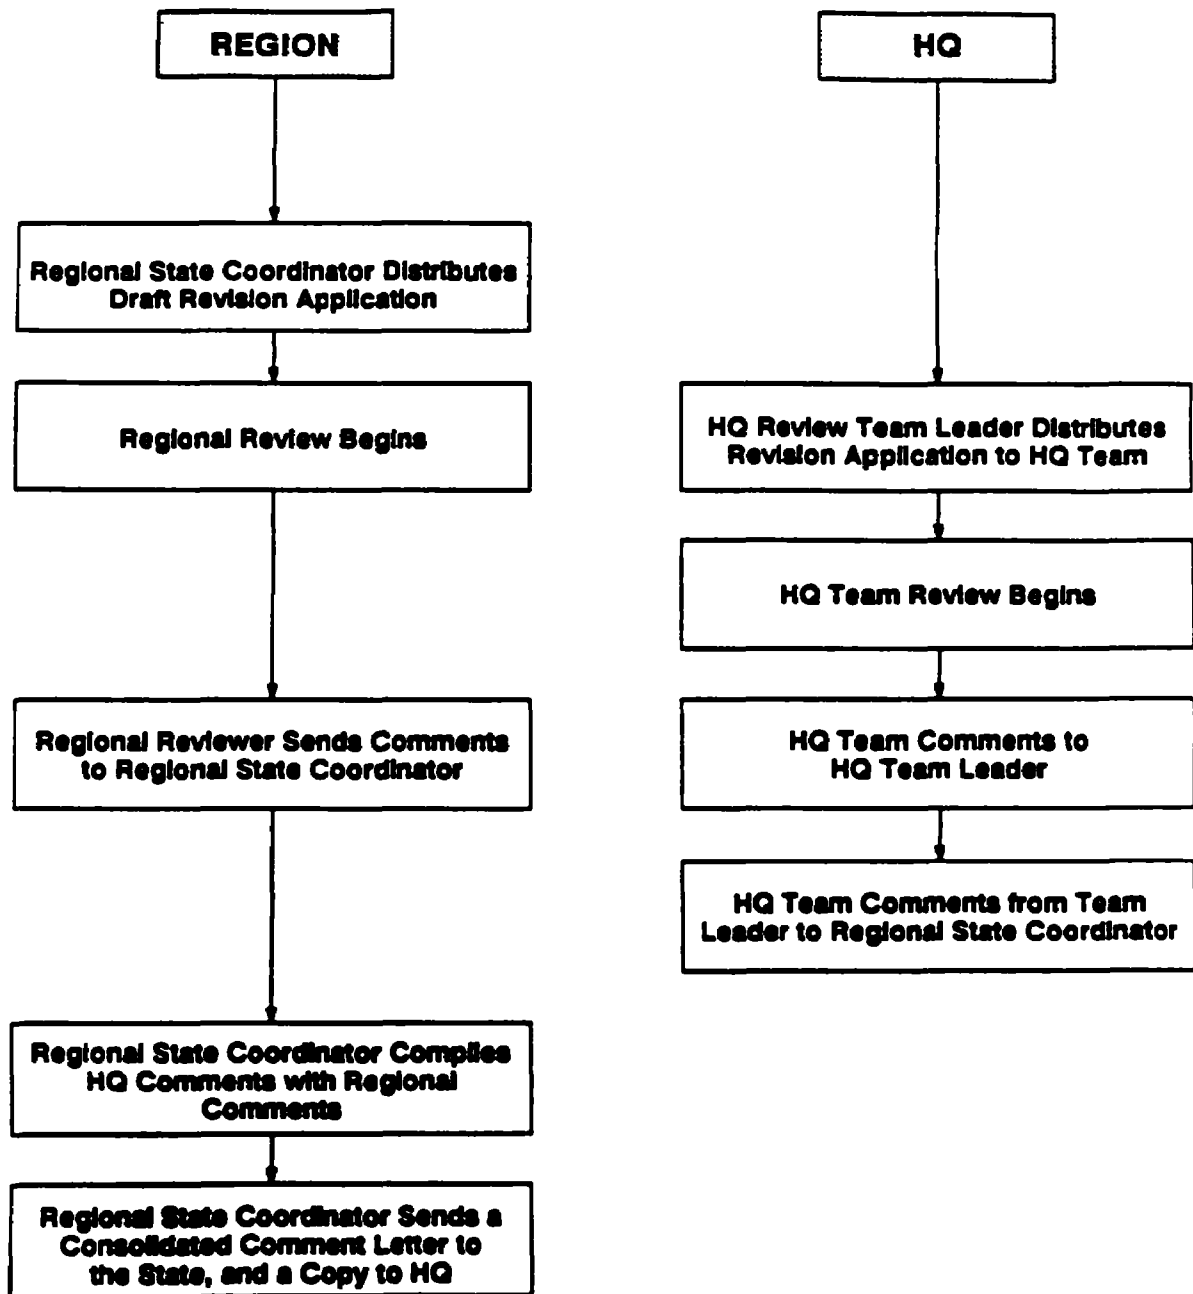 REGION
Regional State Coordinator Distributes
Draft Revision Application
Regional Review Begins
Regional Reviewer Sends Comments
to Regional State Coordinator
Regional State Coordinator Compiles
HQ Comments with Regional
Comments
Regional State Coordinator Sends a
Consolidated Comment Letter to
the State, and a Copy to HQ
HQ
HQ Review Team Leader Distributes
Revision Application to HQ Team
HQ Team Review Begins
HQ Team Comments to
HQ Team Leader
HQ Team Comments from Team
Leader to Regional State Coordinator